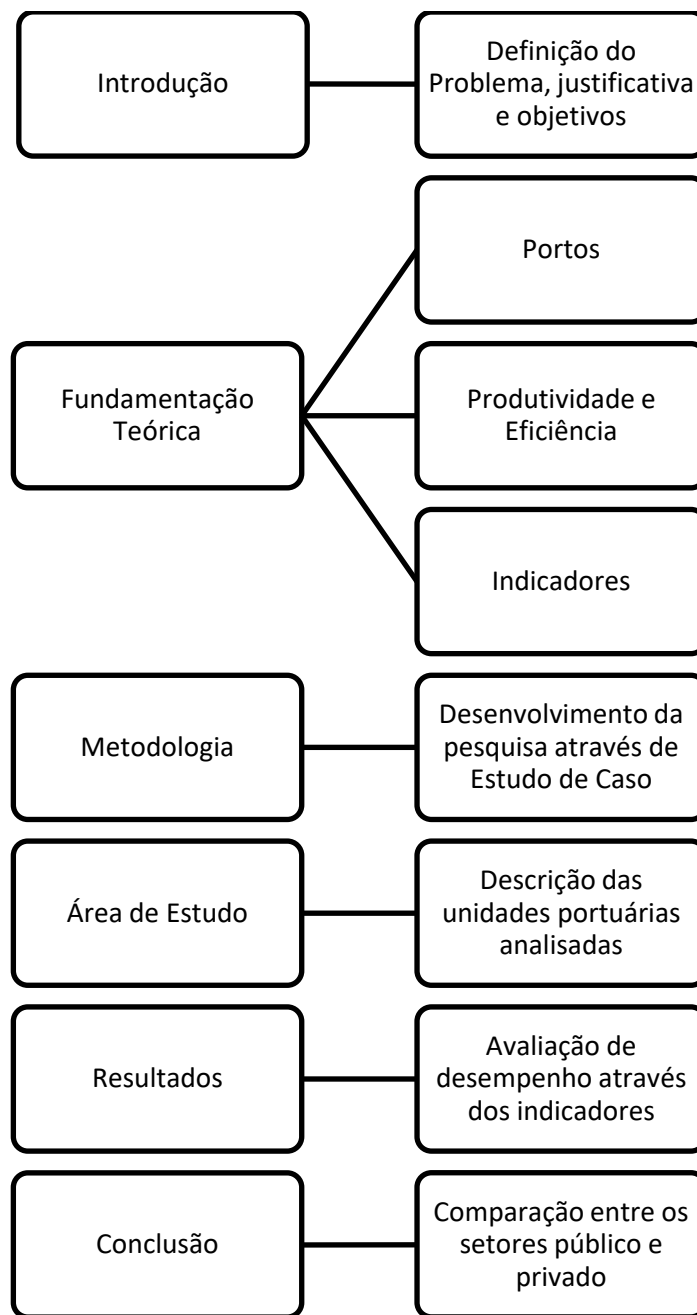 Introdução
Definição do
Problema, justificativa
e objetivos
Portos
Fundamentação
Teórica
Produtividade e
Eficiência
Indicadores
Metodologia
Desenvolvimento da
pesquisa através de
Estudo de Caso
Área de Estudo
Descrição das
unidades portuárias
analisadas
Resultados
Avaliação de
desempenho através
dos indicadores
Conclusão
Comparação entre os
setores público e
privado